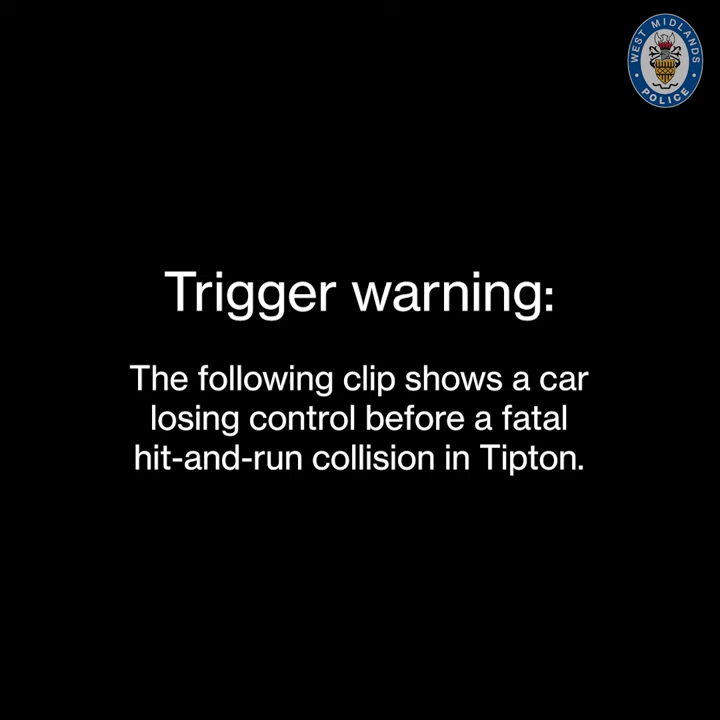 WEST MIDLANDS
POLICE
Trigger warning:
The following clip shows a car
losing control before a fatal
hit-and-run collision in Tipton.